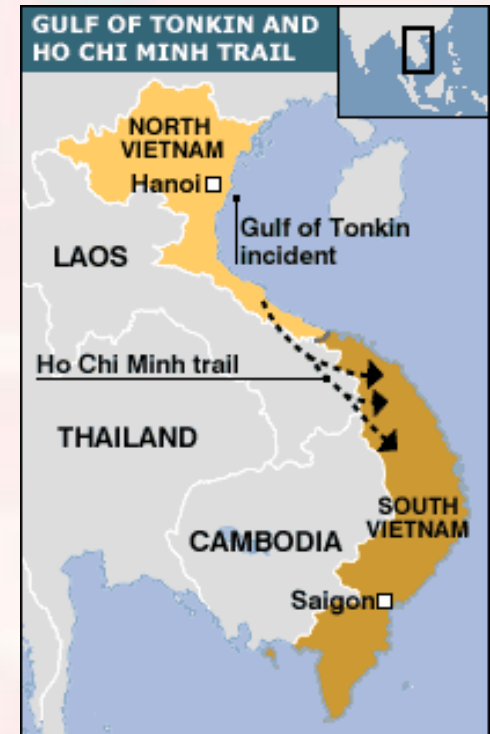 GULF OF TONKIN AND
HO CHI MINH TRAIL
NORTH
VIETNAM
Hanoi
Gulf of Tonkin
incident
LAOS
Ho Chi Minh trail
THAILAND
SOUTH
VIETNAM
CAMBODIA
Saigon